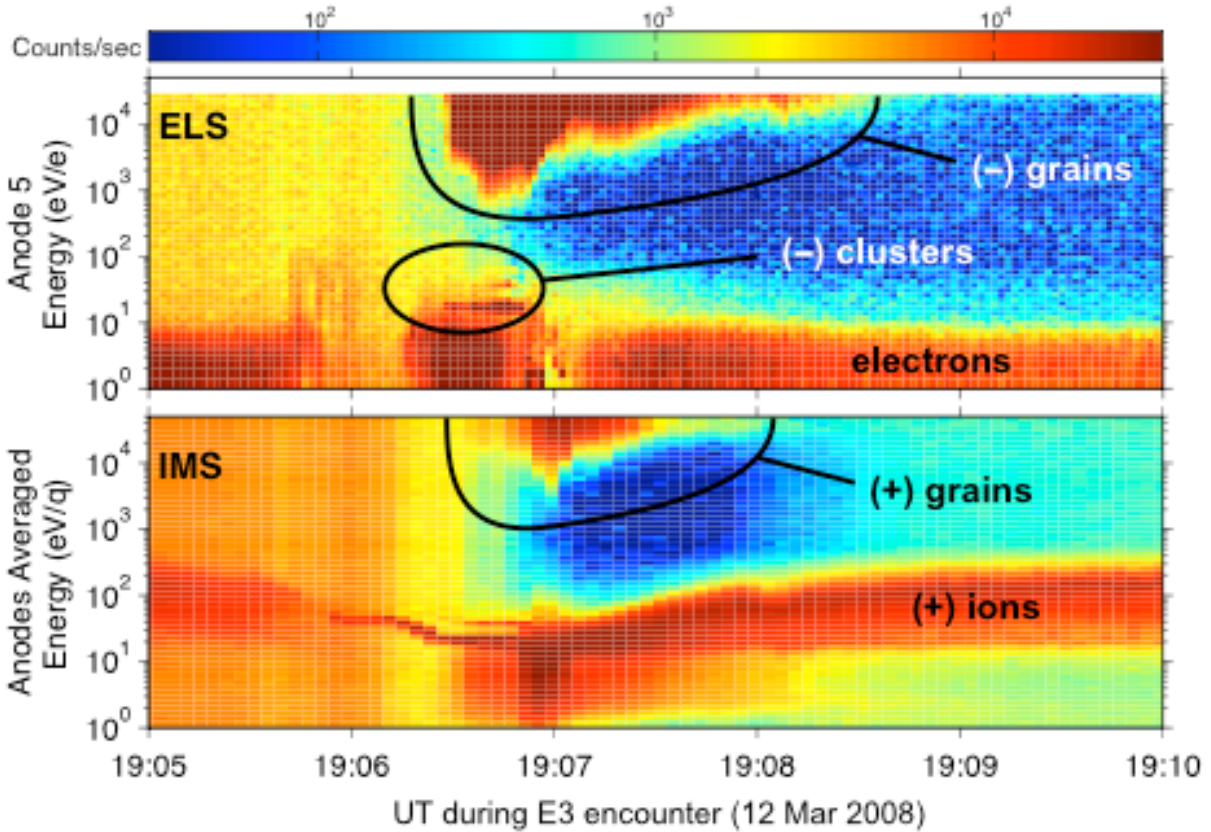 10² 10³ 10⁴
Counts/sec
ELS
10⁴
10³
10²
10¹
10⁰
Anode 5
Energy (eV/e)
(−) grains
(−) clusters
electrons
IMS
10⁴
10³
10²
10¹
10⁰
Anodes Averaged
Energy (eV/q)
(+) grains
(+) ions
19:05 19:06 19:07 19:08 19:09 19:10
UT during E3 encounter (12 Mar 2008)